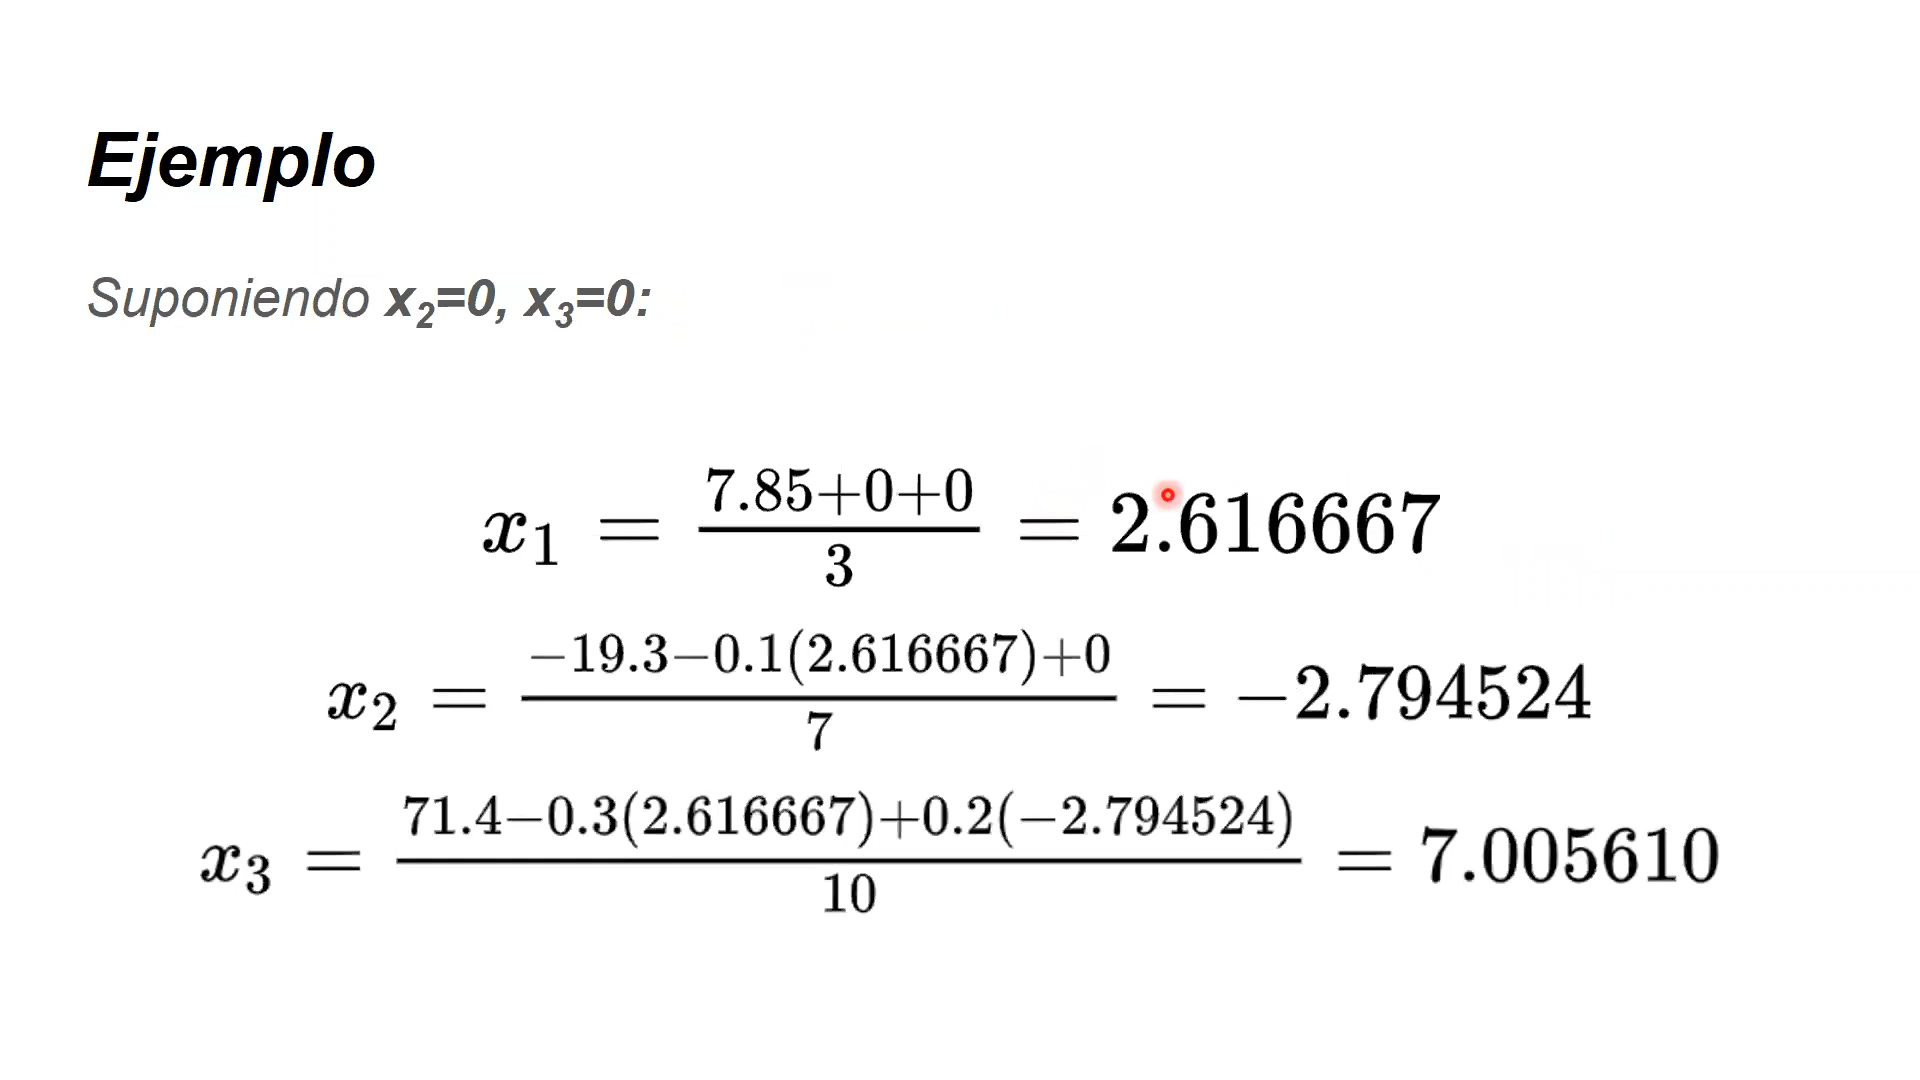 Ejemplo
Suponiendo x₂=0, x₃=0:
x₁ = (7.85+0+0)/3 = 2.616667
x₂ = (−19.3−0.1(2.616667)+0)/7 = −2.794524
x₃ = (71.4−0.3(2.616667)+0.2(−2.794524))/10 = 7.005610